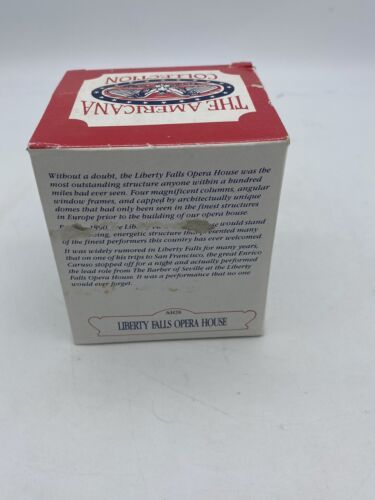 THE AMERICANA
COLLECTION
Without a doubt, the Liberty Falls Opera House was the
most outstanding structure anyone within a hundred
miles had ever seen. Four magnificent columns, angular
window frames, and capped by architecturally unique
domes that had only been seen in the finest structures
in Europe prior to the building of our opera house.
1890, the would stand
energetic structure that presented many
of the finest performers this country has ever welcomed.
It was widely rumored in Liberty Falls for many years,
that on one of his trips to San Francisco, the great Enrico
Caruso stopped off for a night and actually performed
the lead role from The Barber of Seville at the Liberty
Falls Opera House. It was a performance that no one
would ever forget.
LIBERTY FALLS OPERA HOUSE